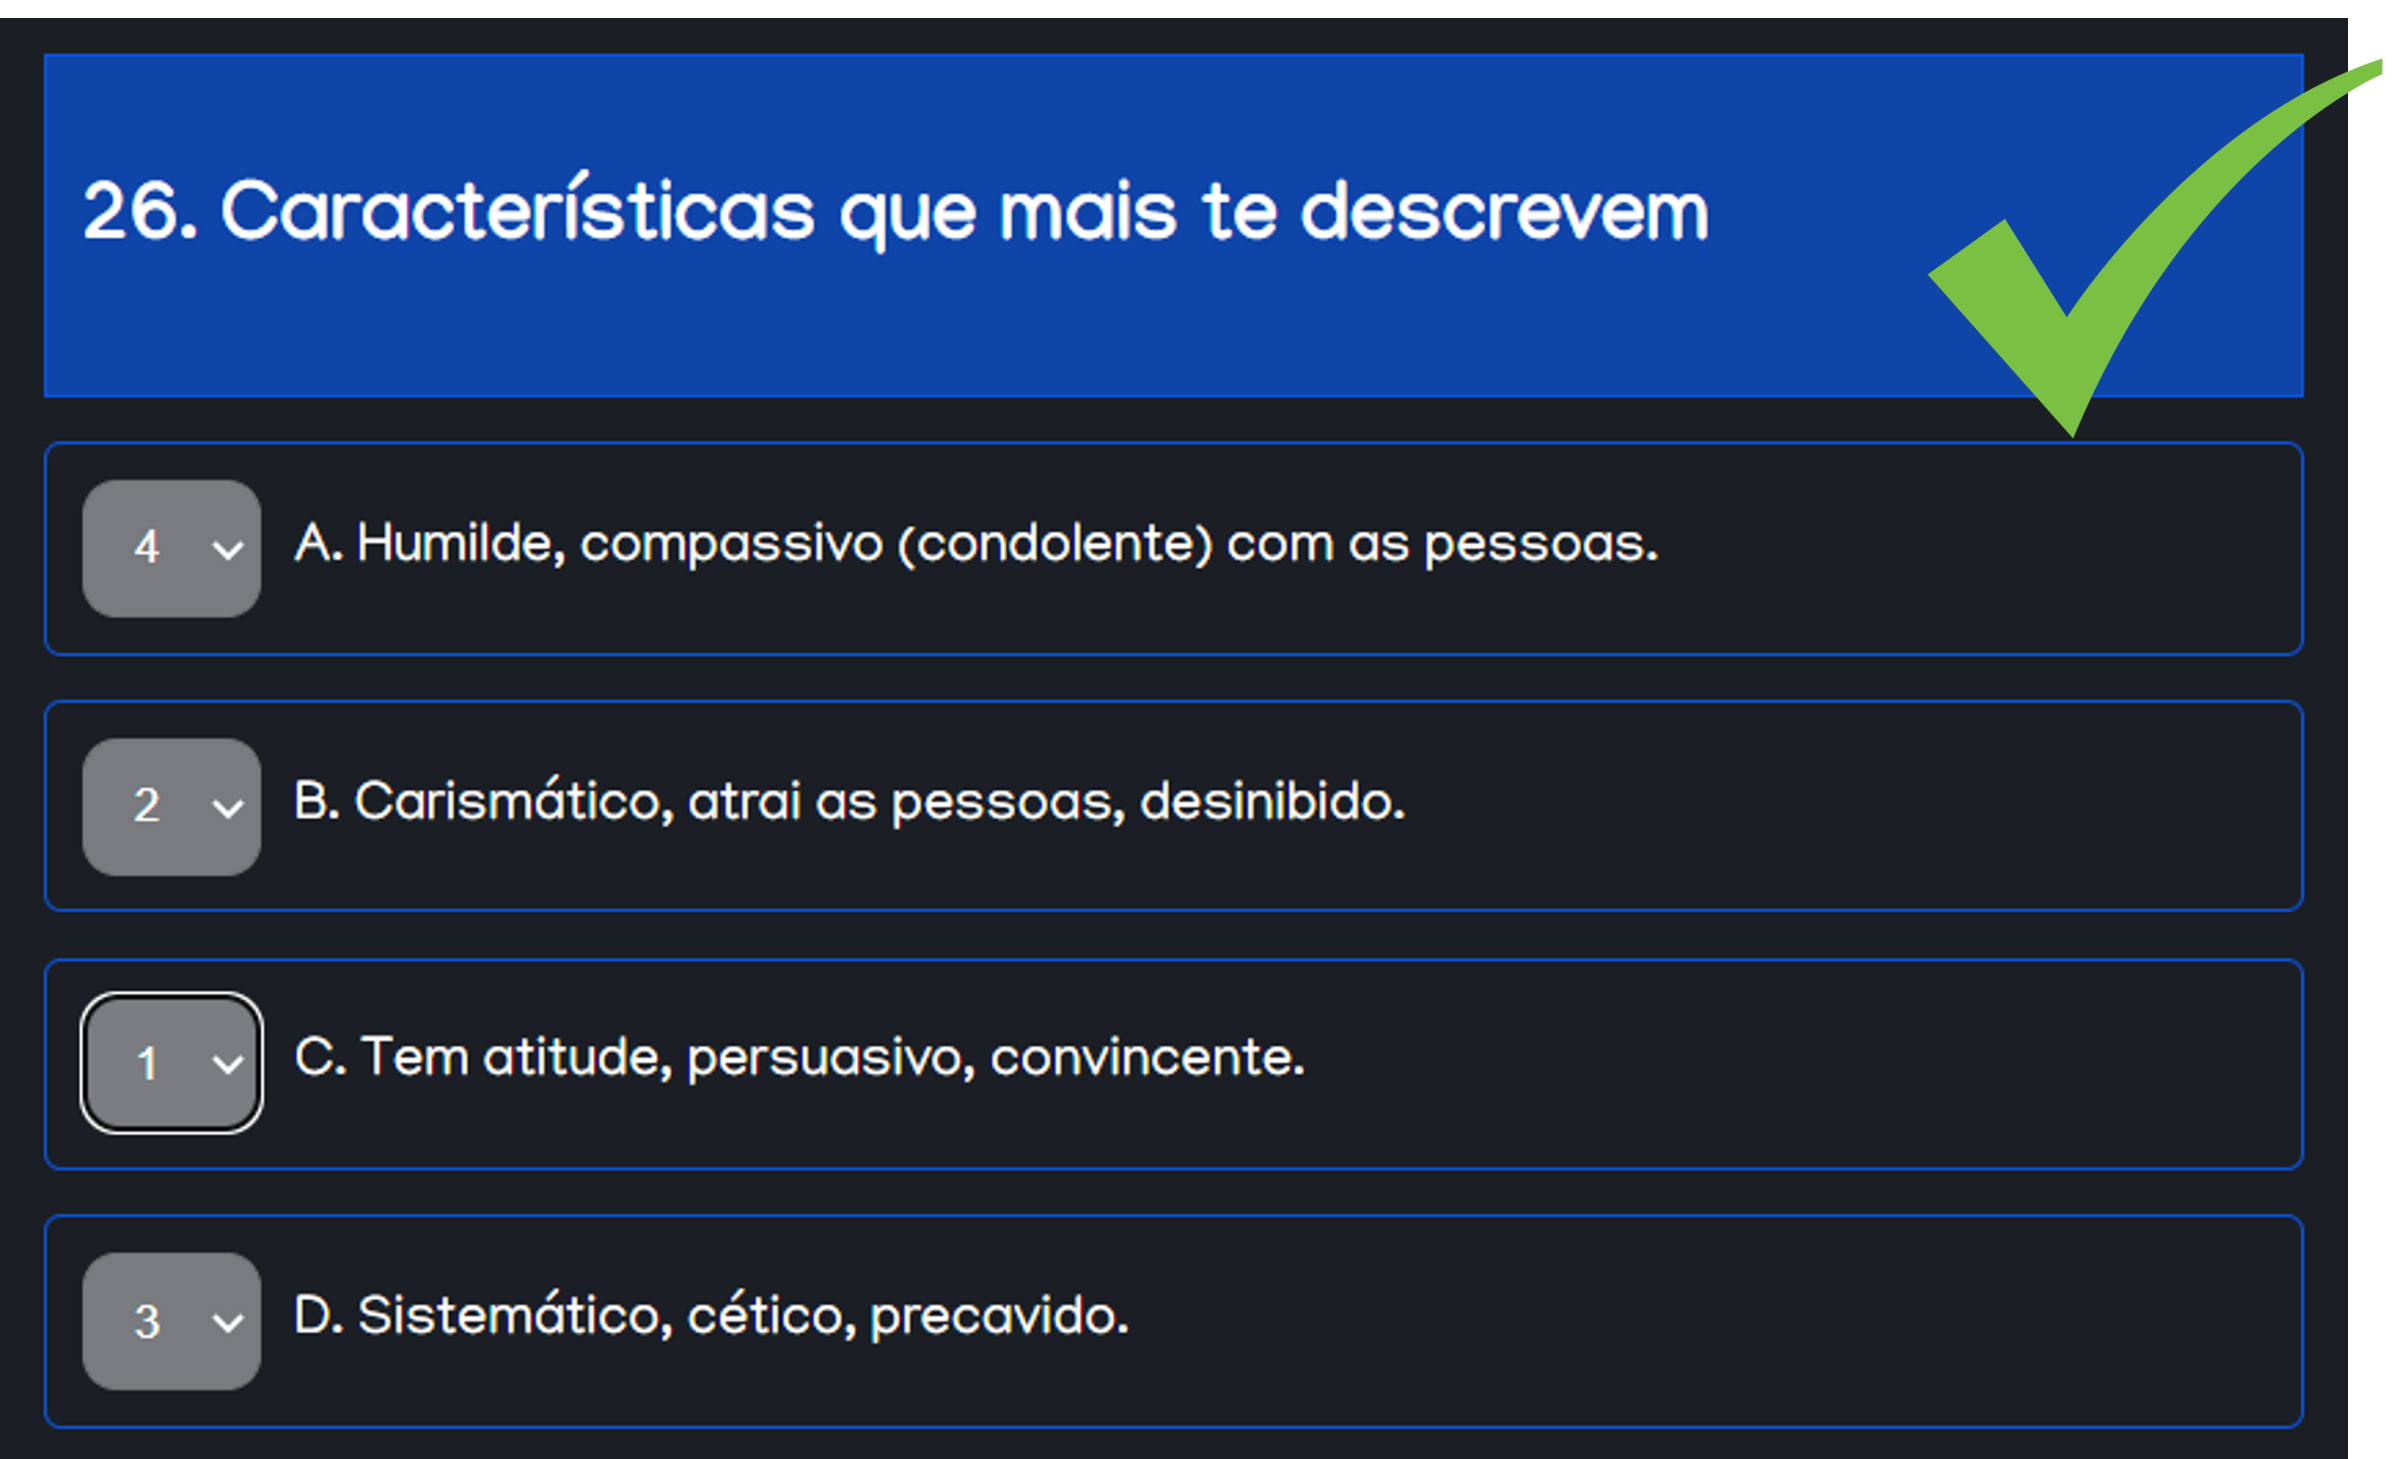 26. Características que mais te descrevem
4 A. Humilde, compassivo (condolente) com as pessoas.
2 B. Carismático, atrai as pessoas, desinibido.
1 C. Tem atitude, persuasivo, convincente.
3 D. Sistemático, cético, precavido.